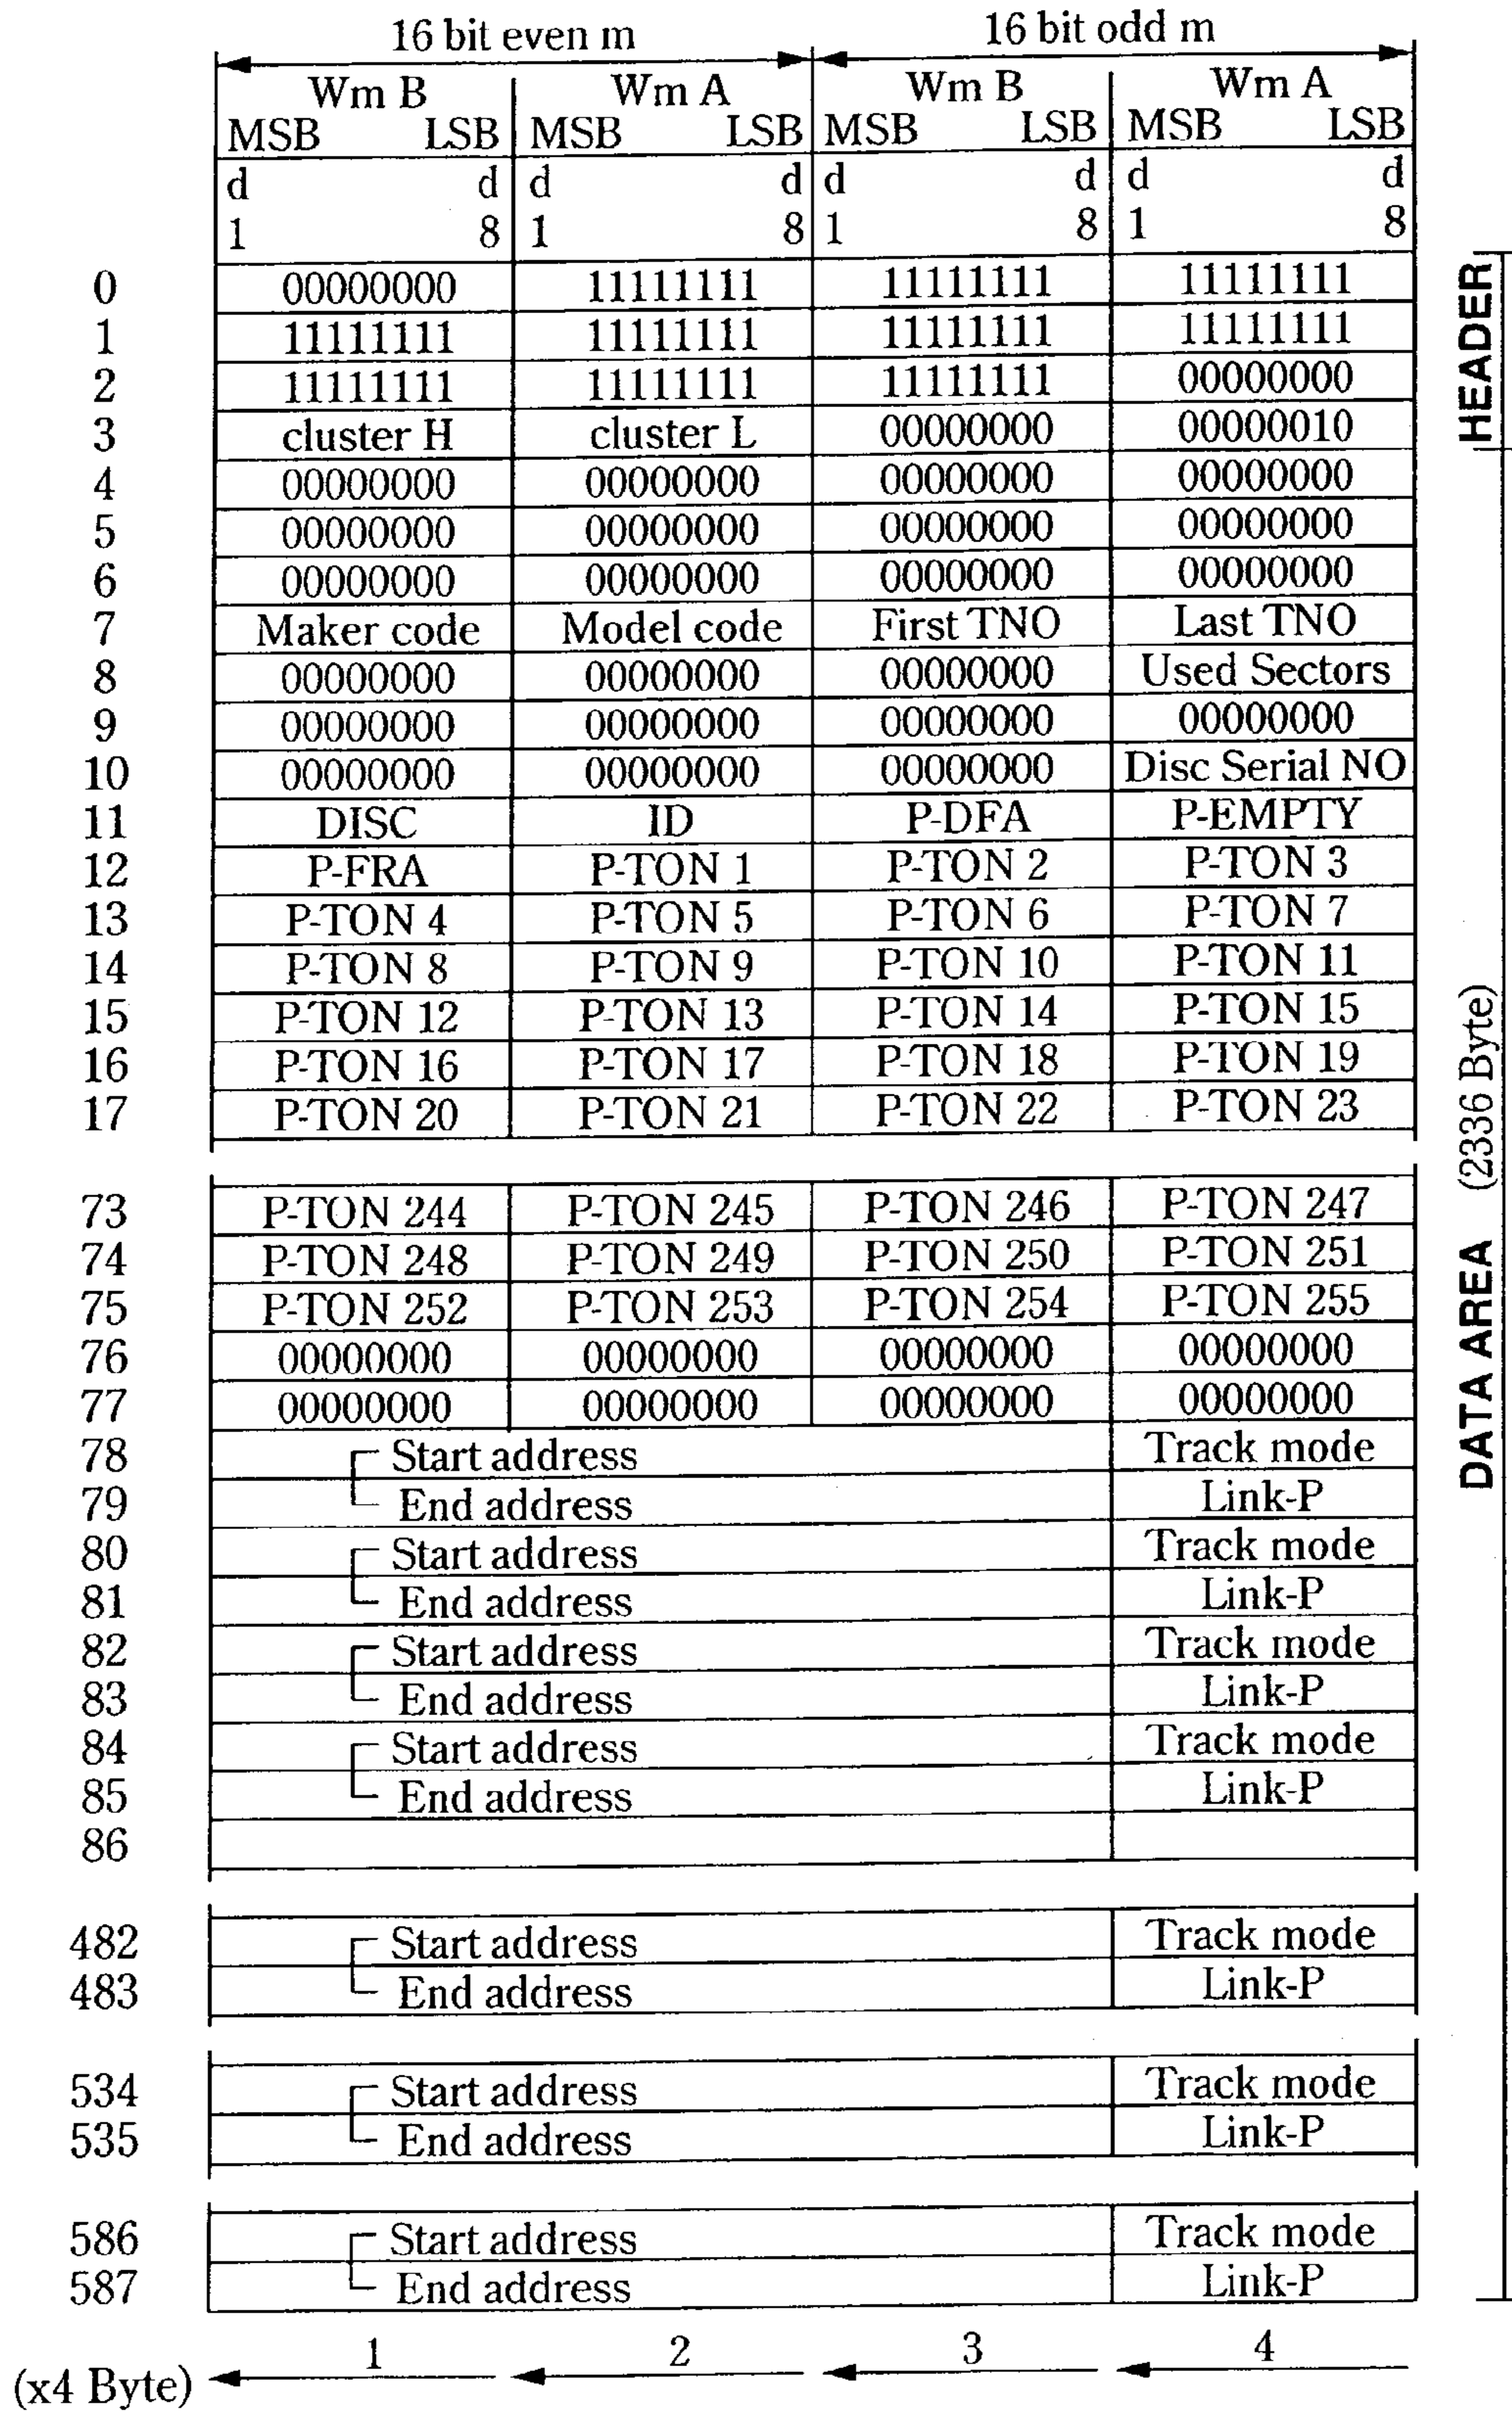 16 bit even m 16 bit odd m
Wm B Wm A Wm B Wm A
MSB LSB MSB LSB MSB LSB MSB LSB
d d d d d d d d
1 8 1 8 1 8 1 8
0 00000000 11111111 11111111 11111111
1 11111111 11111111 11111111 11111111
2 11111111 11111111 11111111 00000000
3 cluster H cluster L 00000000 00000010
4 00000000 00000000 00000000 00000000
5 00000000 00000000 00000000 00000000
6 00000000 00000000 00000000 00000000
7 Maker code Model code First TNO Last TNO
8 00000000 00000000 00000000 Used Sectors
9 00000000 00000000 00000000 00000000
10 00000000 00000000 00000000 Disc Serial NO
11 DISC ID P-DFA P-EMPTY
12 P-FRA P-TON 1 P-TON 2 P-TON 3
13 P-TON 4 P-TON 5 P-TON 6 P-TON 7
14 P-TON 8 P-TON 9 P-TON 10 P-TON 11
15 P-TON 12 P-TON 13 P-TON 14 P-TON 15
16 P-TON 16 P-TON 17 P-TON 18 P-TON 19
17 P-TON 20 P-TON 21 P-TON 22 P-TON 23
73 P-TON 244 P-TON 245 P-TON 246 P-TON 247
74 P-TON 248 P-TON 249 P-TON 250 P-TON 251
75 P-TON 252 P-TON 253 P-TON 254 P-TON 255
76 00000000 00000000 00000000 00000000
77 00000000 00000000 00000000 00000000
78 Start address Track mode
79 End address Link-P
80 Start address Track mode
81 End address Link-P
82 Start address Track mode
83 End address Link-P
84 Start address Track mode
85 End address Link-P
86
482 Start address Track mode
483 End address Link-P
534 Start address Track mode
535 End address Link-P
586 Start address Track mode
587 End address Link-P
(x4 Byte) 1 2 3 4
HEADER
DATA AREA (2336 Byte)